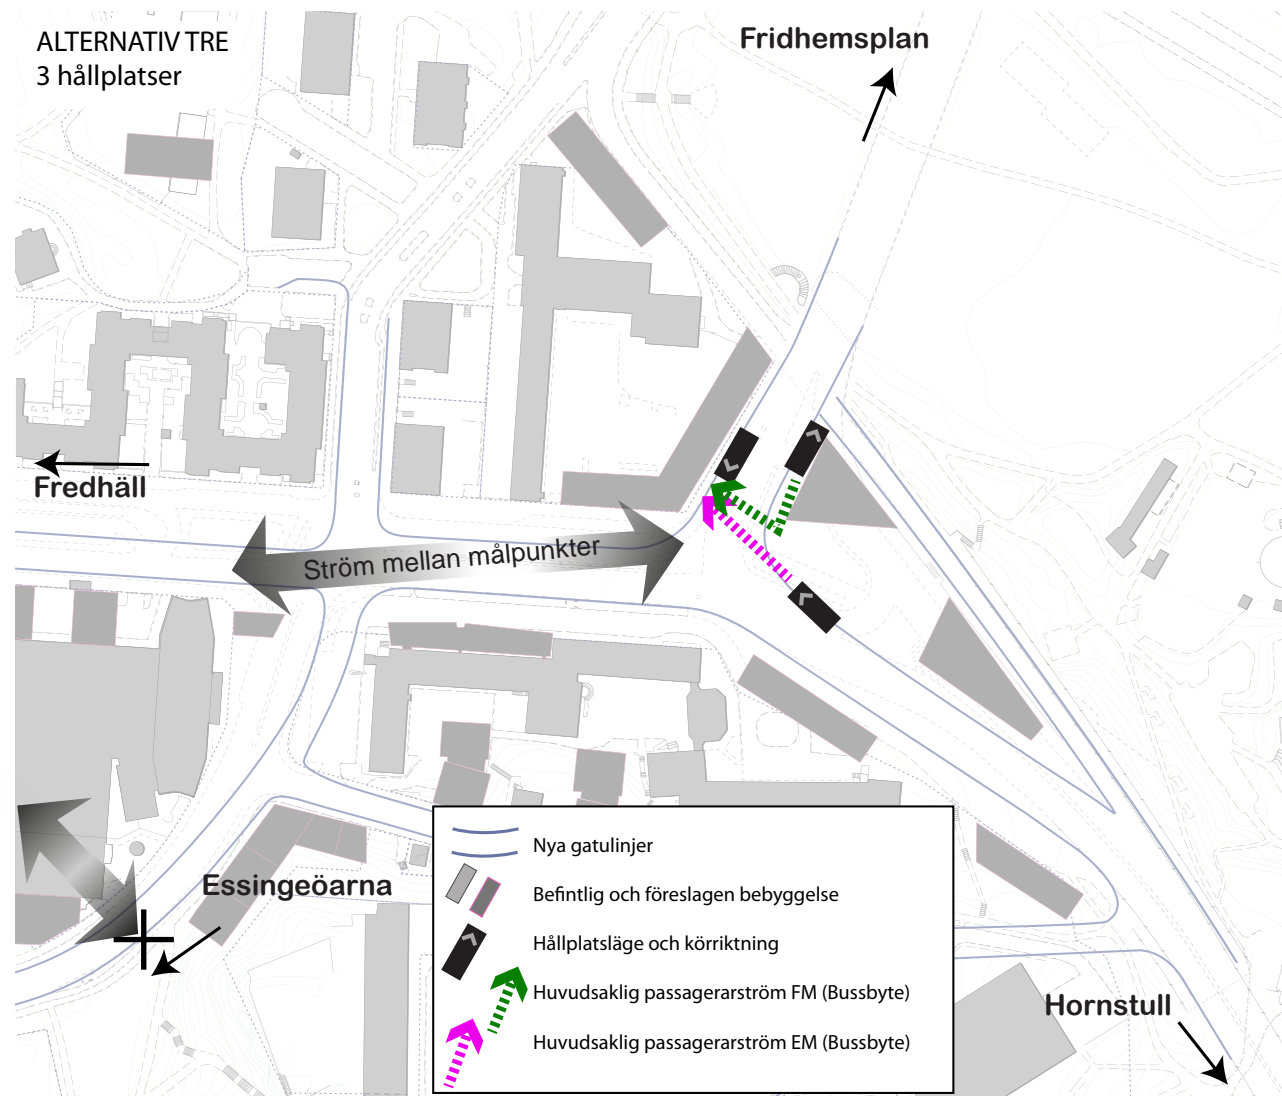 ALTERNATIV TRE
3 hållplatser
Fridhemsplan
Fredhäll
Ström mellan målpunkter
Essingeöarna
Hornstull
Nya gatulinjer
Befintlig och föreslagen bebyggelse
Hållplatsläge och körriktning
Huvudsaklig passagerarström FM (Bussbyte)
Huvudsaklig passagerarström EM (Bussbyte)